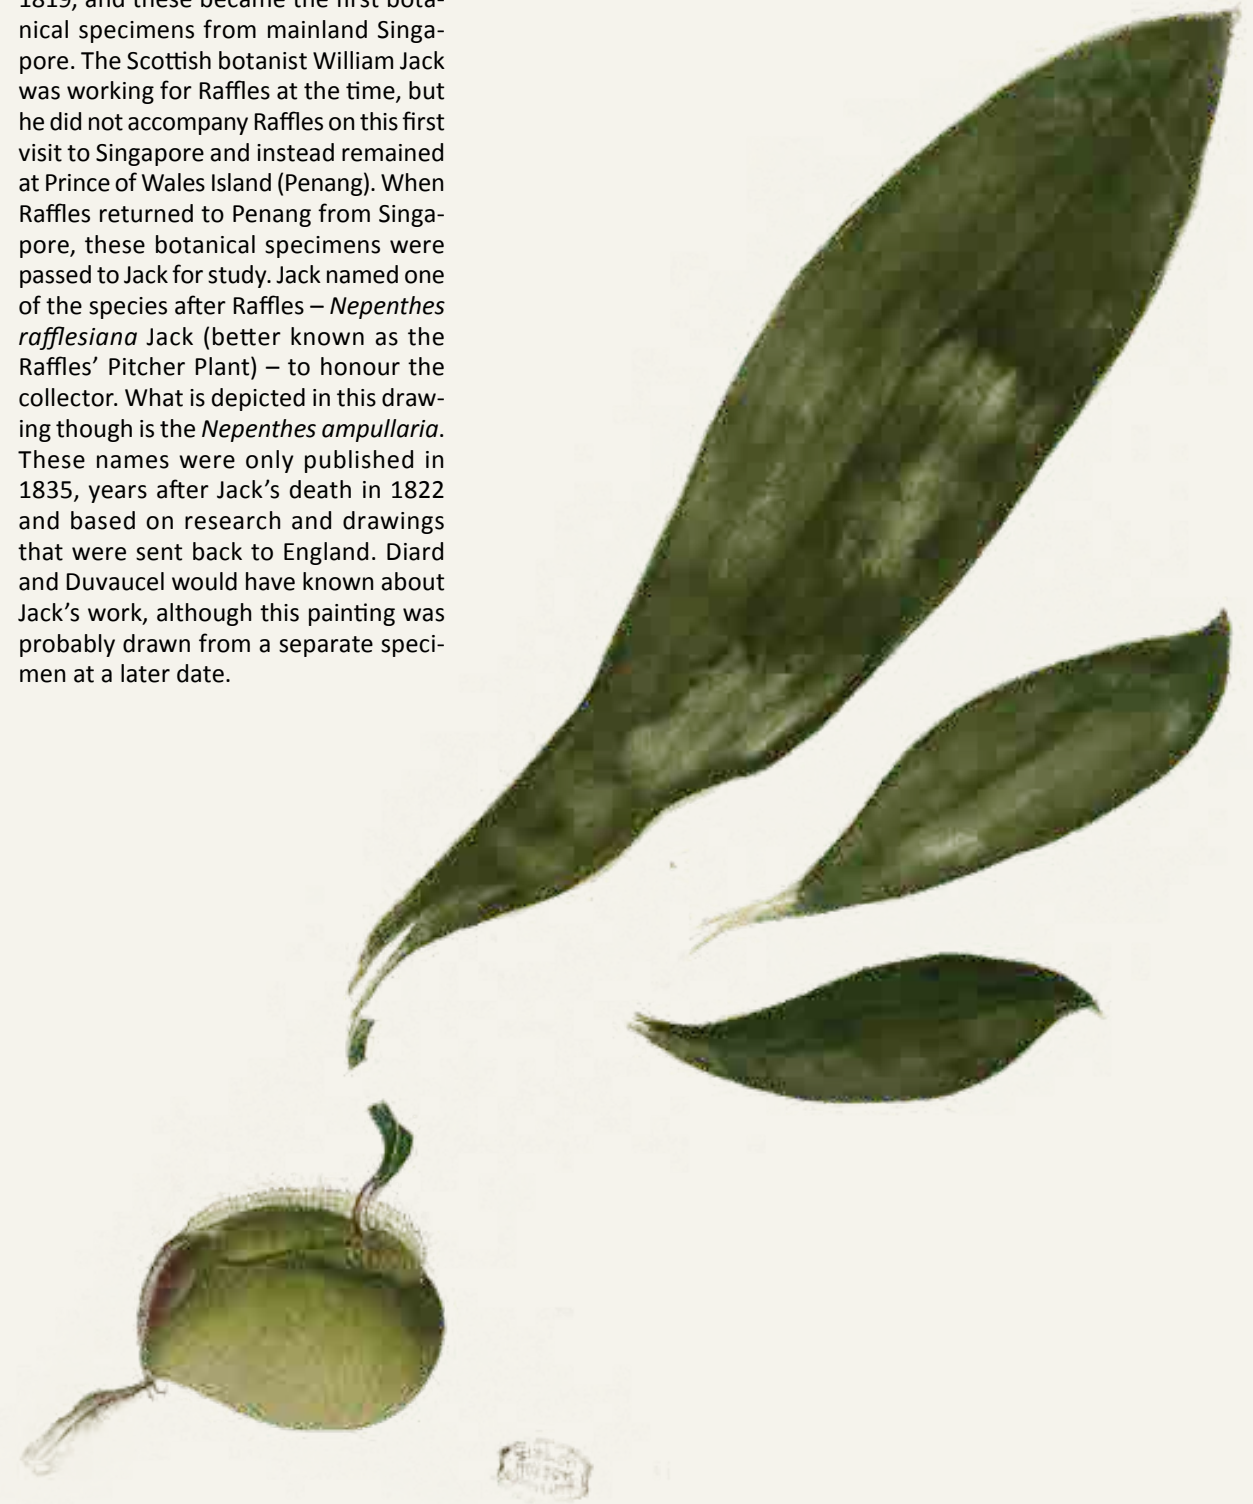 1819, and these became the first bota-
nical specimens from mainland Singa-
pore. The Scottish botanist William Jack
was working for Raffles at the time, but
he did not accompany Raffles on this first
visit to Singapore and instead remained
at Prince of Wales Island (Penang). When
Raffles returned to Penang from Singa-
pore, these botanical specimens were
passed to Jack for study. Jack named one
of the species after Raffles – Nepenthes
rafflesiana Jack (better known as the
Raffles’ Pitcher Plant) – to honour the
collector. What is depicted in this draw-
ing though is the Nepenthes ampullaria.
These names were only published in
1835, years after Jack’s death in 1822
and based on research and drawings
that were sent back to England. Diard
and Duvaucel would have known about
Jack’s work, although this painting was
probably drawn from a separate speci-
men at a later date.